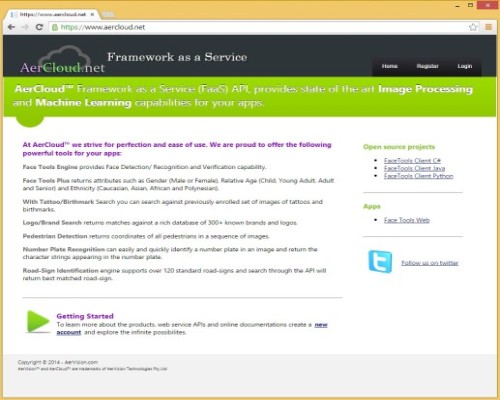 https://www.aercloud.net
https://www.aercloud.net
AerCloud.net
Framework as a Service
Home Register Login
AerCloud™ Framework as a Service (FaaS) API, provides state of the art Image Processing
and Machine Learning capabilities for your apps.
At AerCloud™ we strive for perfection and ease of use. We are proud to offer the following
powerful tools for your apps:
Face Tools Engine provides Face Detection/ Recognition and Verification capability.
Face Tools Plus returns attributes such as Gender (Male or Female), Relative Age (Child, Young Adult, Adult
and Senior) and Ethnicity (Caucasian, Asian, African and Polynesian).
With Tattoo/Birthmark Search you can search against previously enrolled set of images of tattoos and
birthmarks.
Logo/Brand Search returns matches against a rich database of 300+ known brands and logos.
Pedestrian Detection returns coordinates of all pedestrians in a sequence of images.
Number Plate Recognition can easily and quickly identify a number plate in an image and return the
character strings appearing in the number plate.
Road-Sign Identification engine supports over 120 standard road-signs and search through the API will
return best matched road-sign.
Open source projects
FaceTools Client C#
FaceTools Client Java
FaceTools Client Python
Apps
Face Tools Web
Follow us on twitter
Getting Started
To learn more about the products, web service APIs and online documentations create a new
account and explore the infinite possibilites.
Copyright © 2014 - AerVision.com
AerVision™ and AerCloud™ are trademarks of AerVision Technologies Pty Ltd